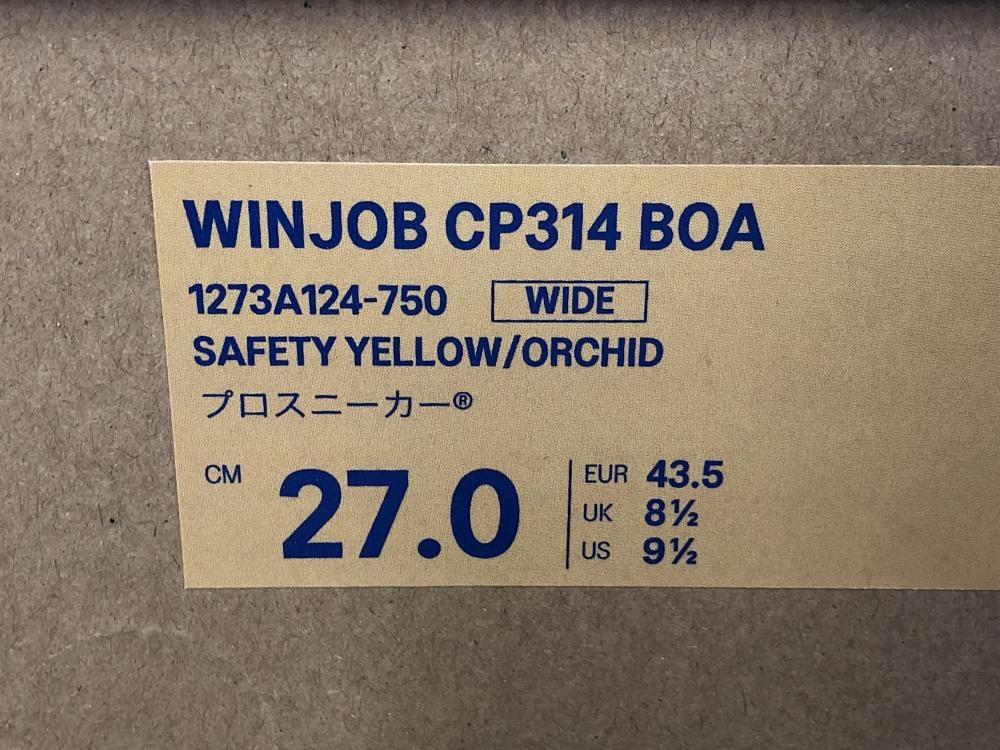 WINJOB CP314 BOA
1273A124-750 WIDE
SAFETY YELLOW/ORCHID
プロスニーカー®
CM 27.0
EUR 43.5
UK 8½
US 9½